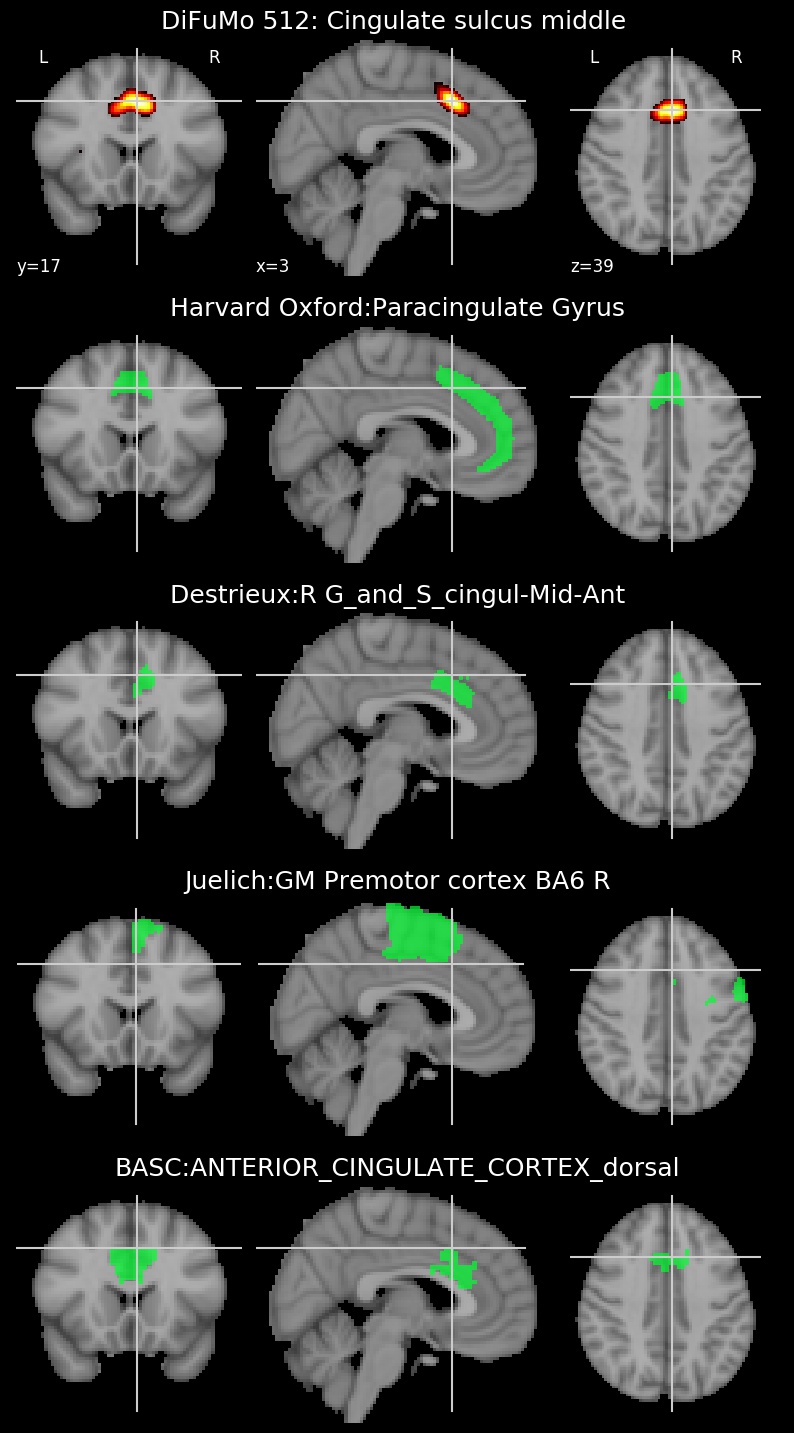 DiFuMo 512: Cingulate sulcus middle
L R L R
y=17 x=3 z=39
Harvard Oxford:Paracingulate Gyrus
Destrieux:R G_and_S_cingul-Mid-Ant
Juelich:GM Premotor cortex BA6 R
BASC:ANTERIOR_CINGULATE_CORTEX_dorsal